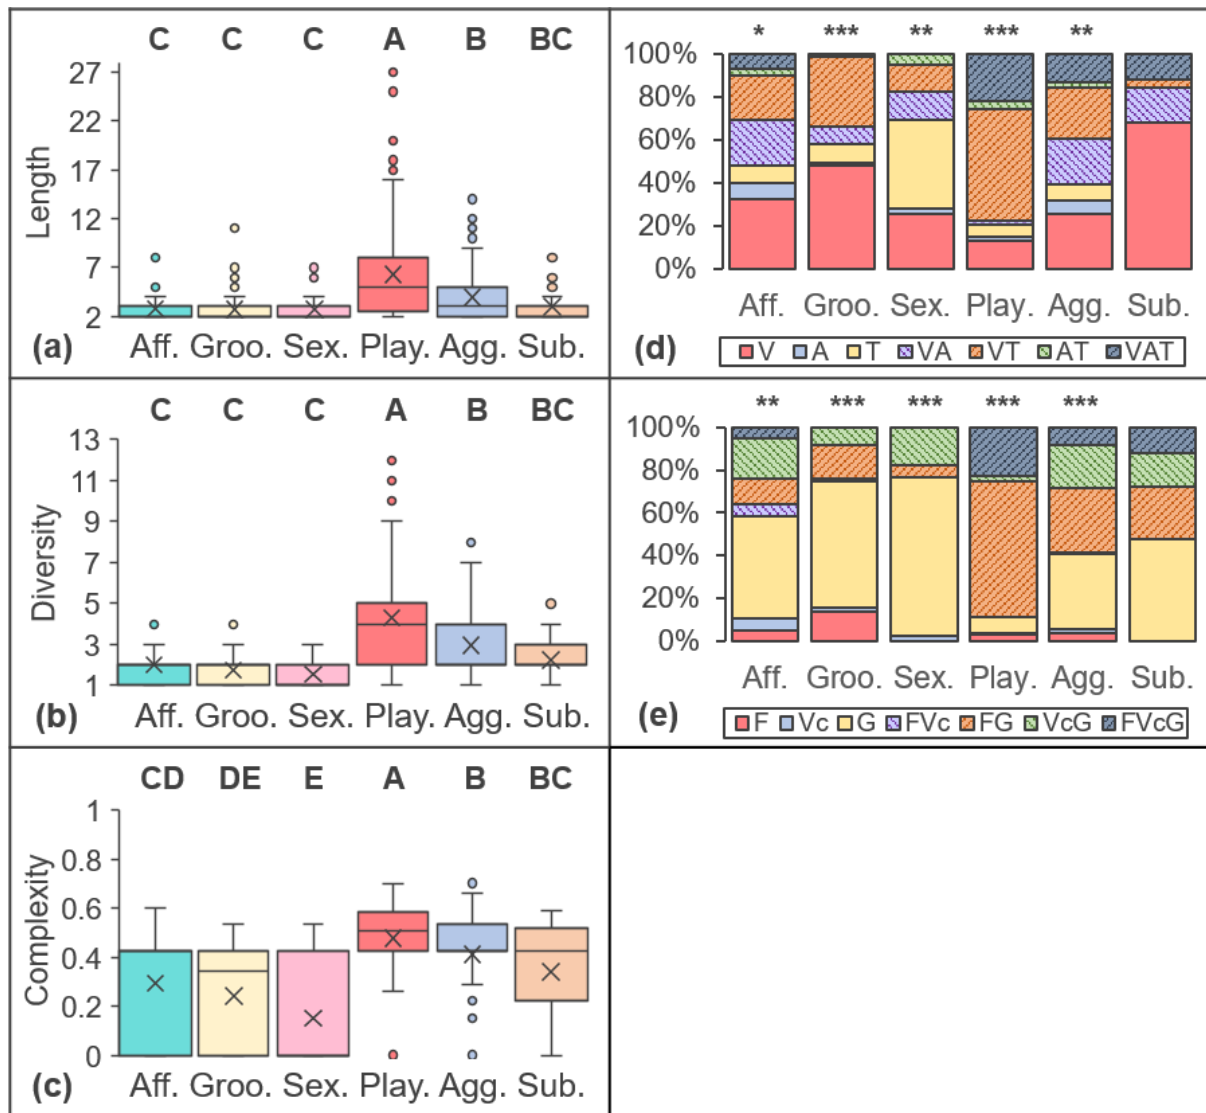 C C C A B BC
27
22
17
12
7
2
Length
(a)
Aff. Groo. Sex. Play. Agg. Sub.
* *** ** *** **
100%
80%
60%
40%
20%
0%
Aff. Groo. Sex. Play. Agg. Sub.
(d)
V A T VA VT AT VAT
C C C A B BC
13
11
9
7
5
3
1
Diversity
(b)
Aff. Groo. Sex. Play. Agg. Sub.
** *** *** *** ***
100%
80%
60%
40%
20%
0%
Aff. Groo. Sex. Play. Agg. Sub.
(e)
F Vc G FVc FG VcG FVcG
CD DE E A B BC
1
0.8
0.6
0.4
0.2
0
Complexity
(c)
Aff. Groo. Sex. Play. Agg. Sub.